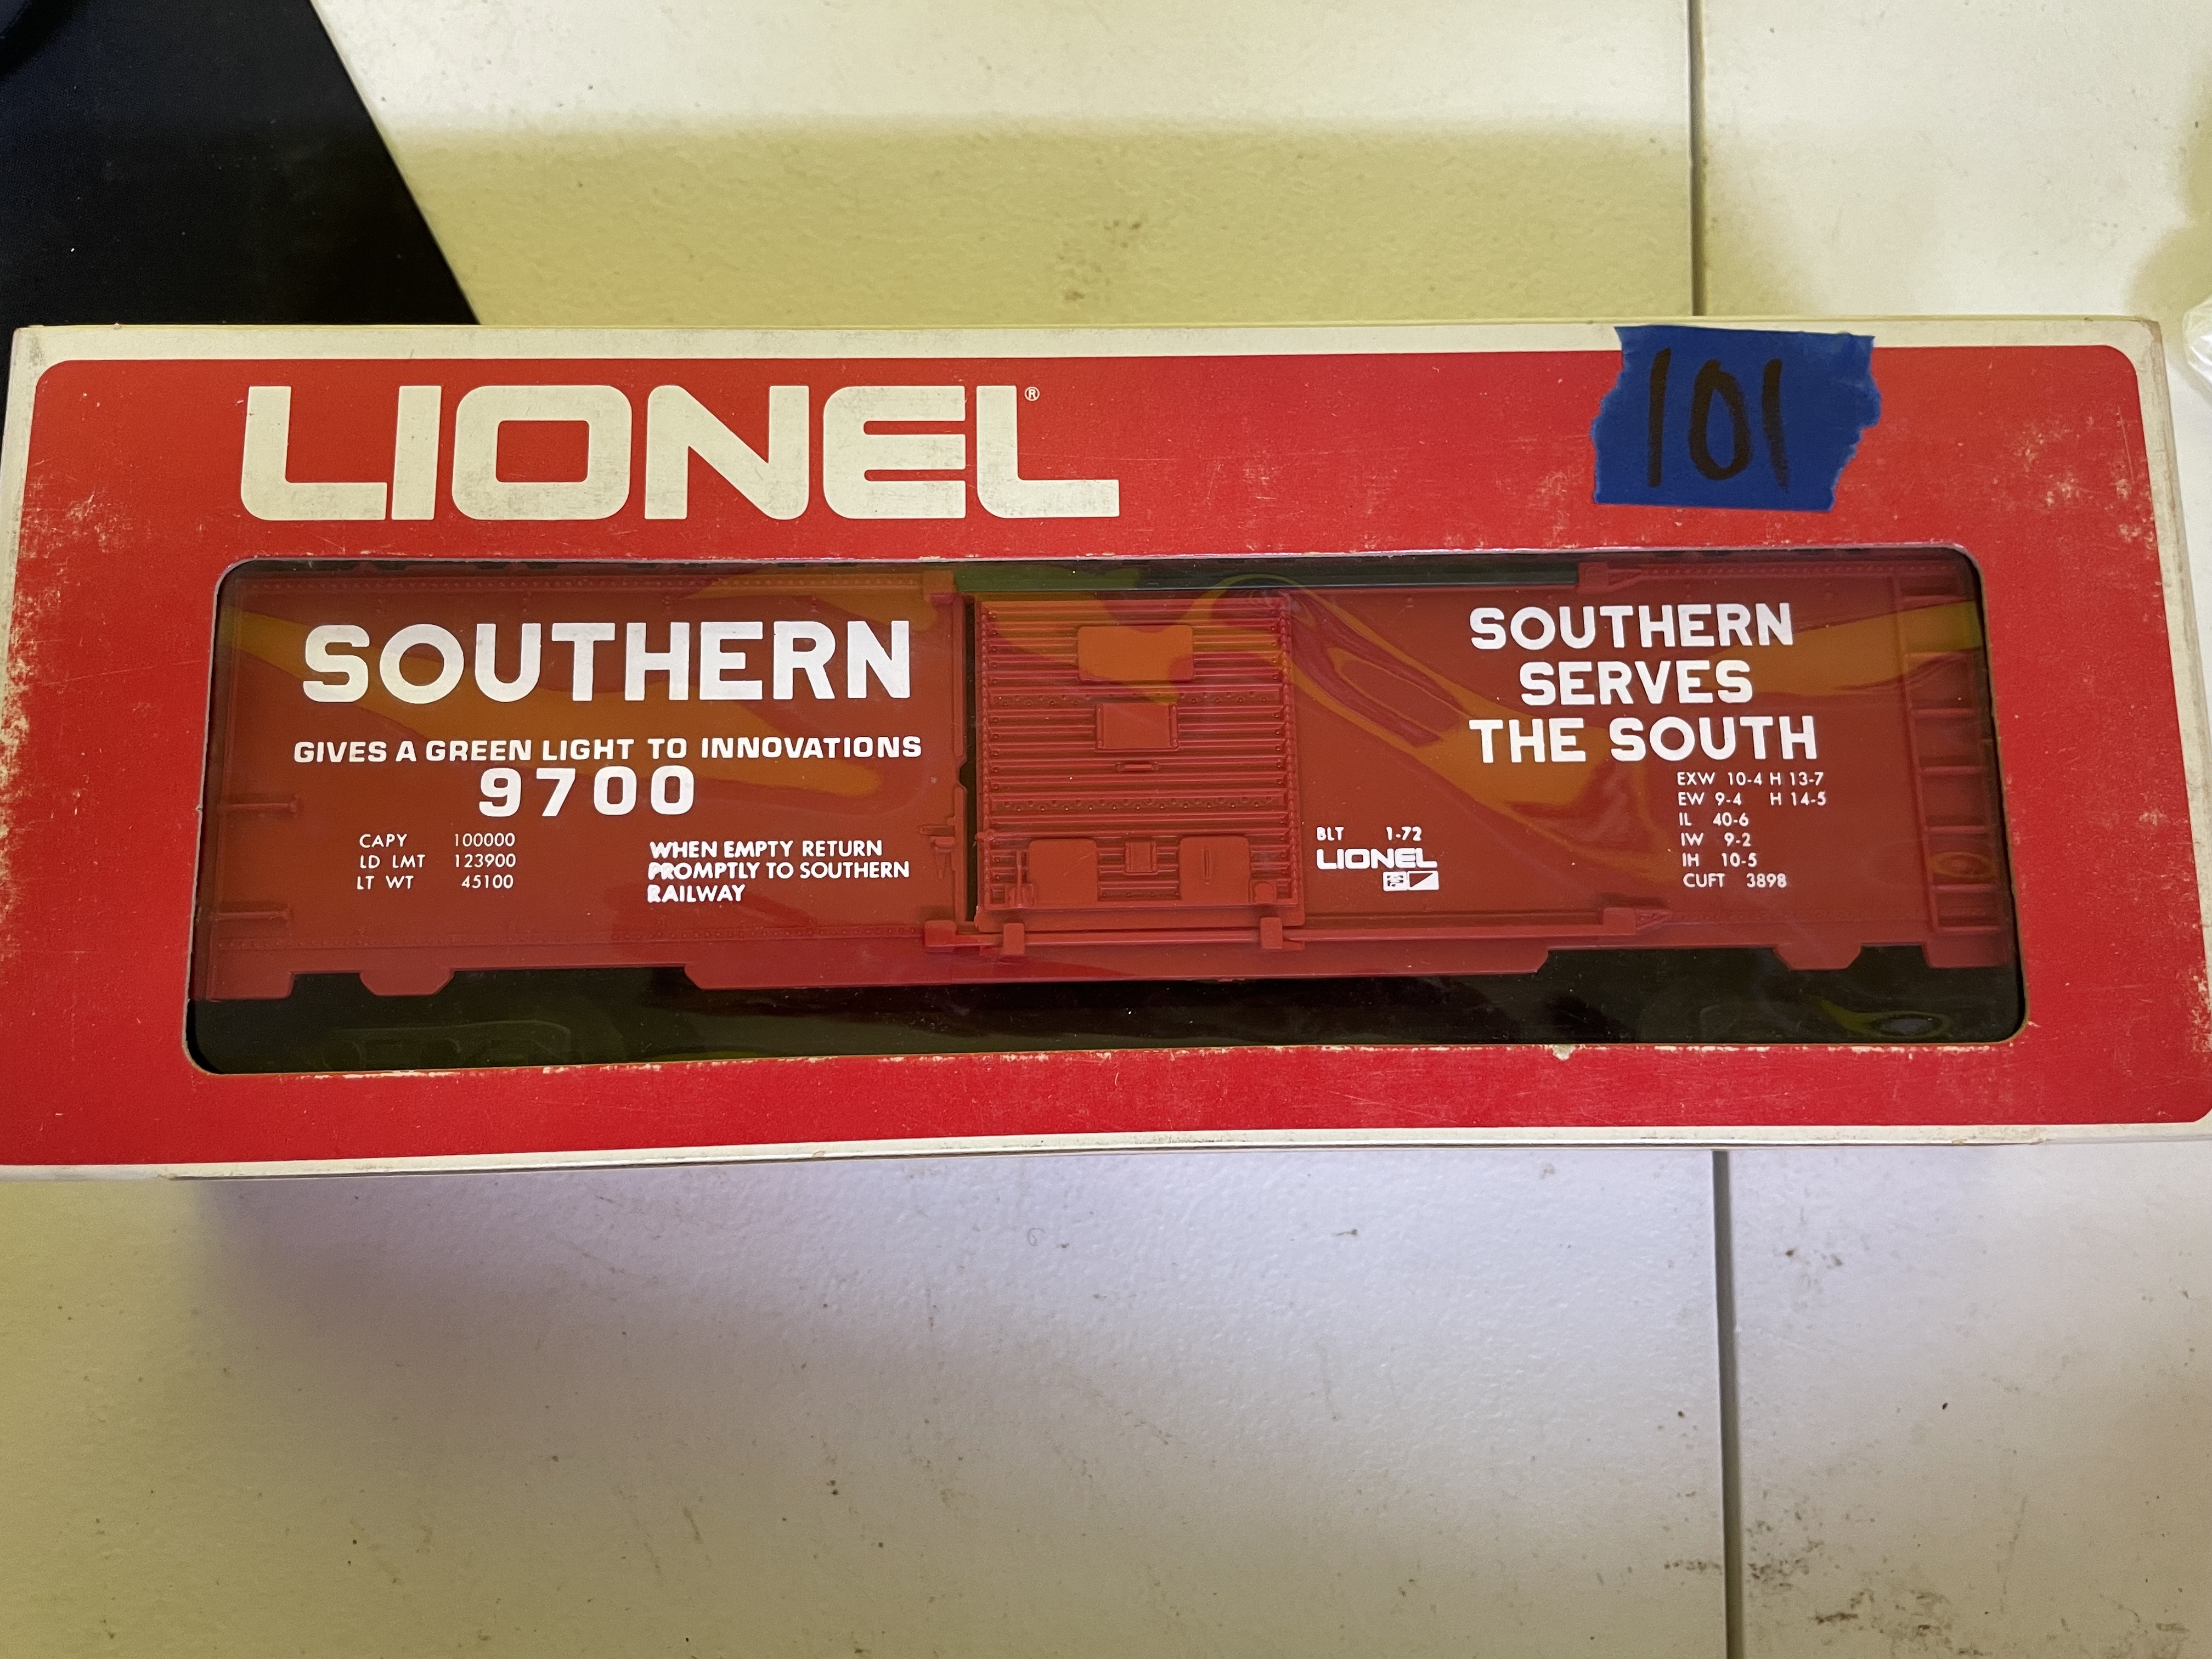 LIONEL®
101
SOUTHERN
GIVES A GREEN LIGHT TO INNOVATIONS
9700
CAPY 100000
LD LMT 123900
LT WT 45100
WHEN EMPTY RETURN
PROMPTLY TO SOUTHERN
RAILWAY
BLT 1-72
LIONEL
SOUTHERN
SERVES
THE SOUTH
EXW 10-4 H 13-7
EW 9-4 H 14-5
IL 40-6
IW 9-2
IH 10-5
CUFT 3898